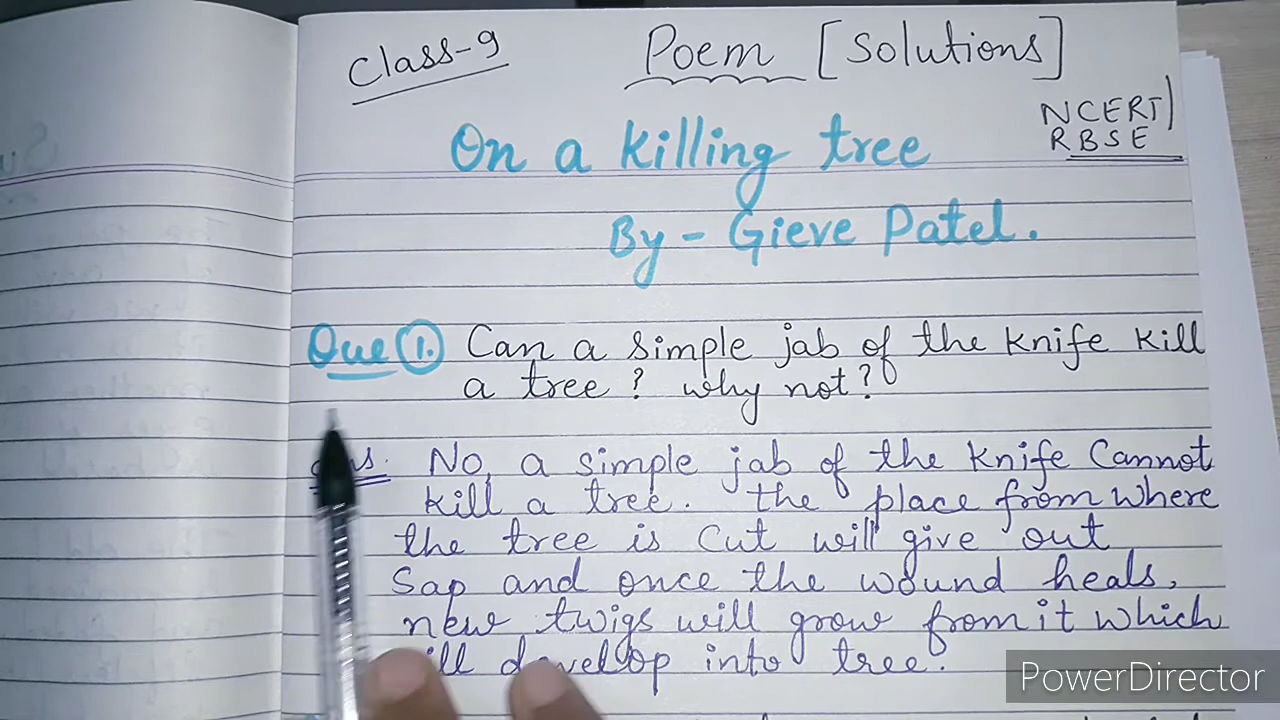 Class-9
Poem [Solutions]
NCERT/
RBSE
On a killing tree
By - Gieve Patel.
Que 1. Can a simple jab of the knife kill
a tree? why not?
Ans. No, a simple jab of the knife Cannot
kill a tree. The place from where
the tree is cut will give out
Sap and once the wound heals,
new twigs will grow from it which
will develop into tree.
PowerDirector